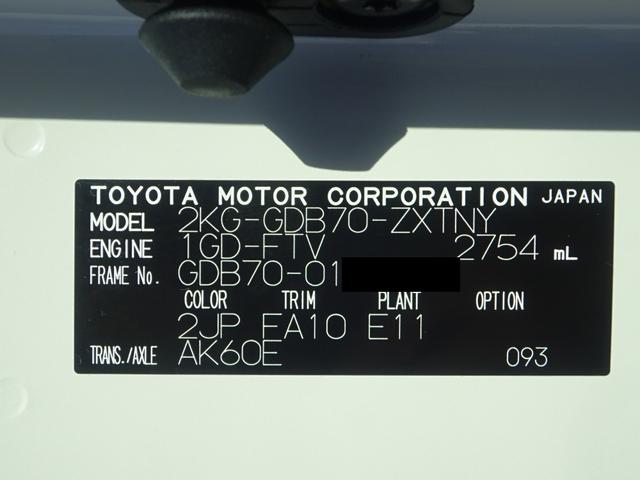 TOYOTA MOTOR CORPORATION JAPAN
MODEL 2KG-GDB70-ZXTNY
ENGINE 1GD-FTV 2754 mL
FRAME No. GDB70-01
COLOR TRIM PLANT OPTION
2JP FA10 E11
TRANS./AXLE AK60E 093